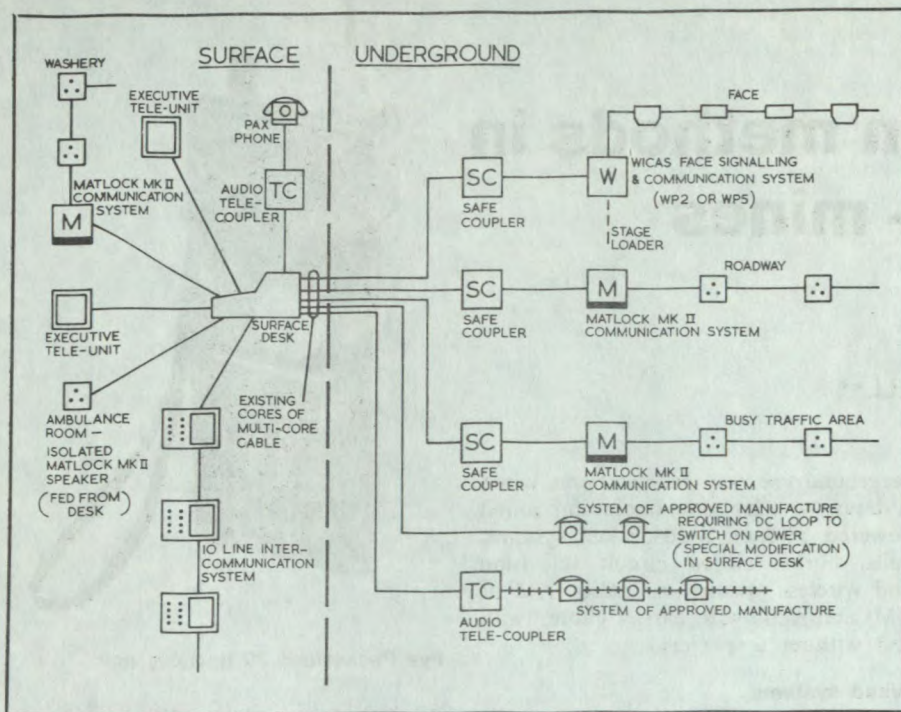 SURFACE
UNDERGROUND
WASHERY
EXECUTIVE
TELE-UNIT
PAX
PHONE
AUDIO
TELE-
COUPLER
TC
MATLOCK MK II
COMMUNICATION
SYSTEM
M
EXECUTIVE
TELE-UNIT
SURFACE
DESK
AMBULANCE
ROOM –
ISOLATED
MATLOCK MK II
SPEAKER
(FED FROM
DESK)
EXISTING
CORES OF
MULTI-CORE
CABLE
10 LINE INTER-
COMMUNICATION
SYSTEM
FACE
SC
SAFE
COUPLER
W
WICAS FACE SIGNALLING
& COMMUNICATION SYSTEM
(WP2 OR WP5)
STAGE
LOADER
ROADWAY
SC
SAFE
COUPLER
M
MATLOCK MK II
COMMUNICATION SYSTEM
BUSY TRAFFIC AREA
SC
SAFE
COUPLER
M
MATLOCK MK II
COMMUNICATION SYSTEM
SYSTEM OF APPROVED MANUFACTURE
REQUIRING DC LOOP TO
SWITCH ON POWER
(SPECIAL MODIFICATION
IN SURFACE DESK)
TC
AUDIO
TELE-COUPLER
SYSTEM OF APPROVED MANUFACTURE